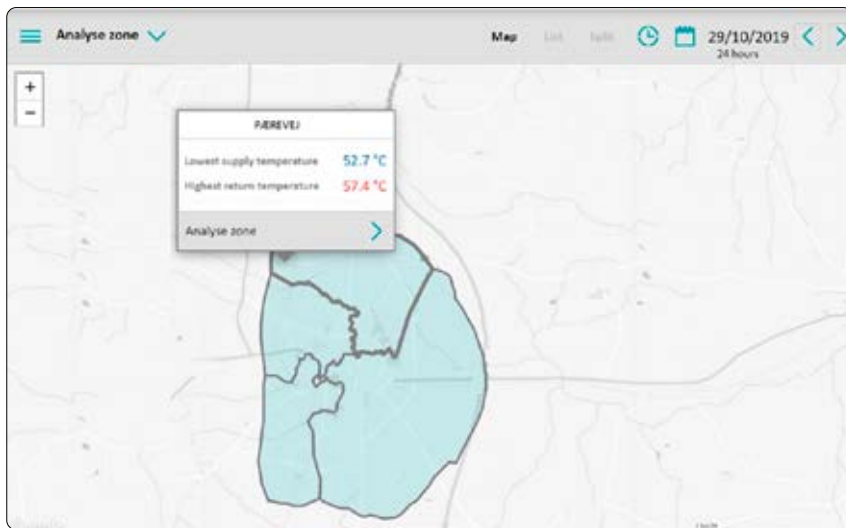 Analyse zone
Map List Split
29/10/2019
24 hours
+
−
PÆREVEJ
Lowest supply temperature 52.7 °C
Highest return temperature 57.4 °C
Analyse zone